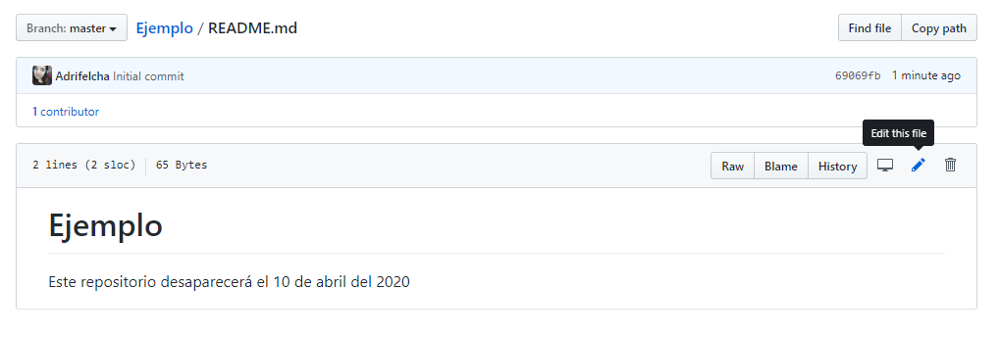 Branch: master Ejemplo / README.md Find file Copy path
Adrifelcha Initial commit 69069fb 1 minute ago
1 contributor
Edit this file
2 lines (2 sloc) 65 Bytes Raw Blame History
Ejemplo
Este repositorio desaparecerá el 10 de abril del 2020